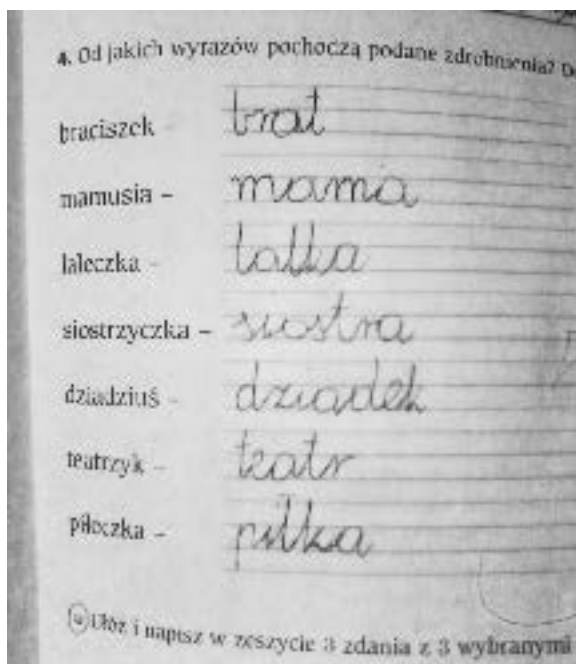 4. Od jakich wyrazów pochodzą podane zdrobnienia?
braciszek – brat
mamusia – mama
laleczka – lalka
siostrzyczka – siostra
dziadziuś – dziadek
teatrzyk – teatr
piłeczka – piłka
Ułóż i napisz w zeszycie 3 zdania z 3 wybranymi